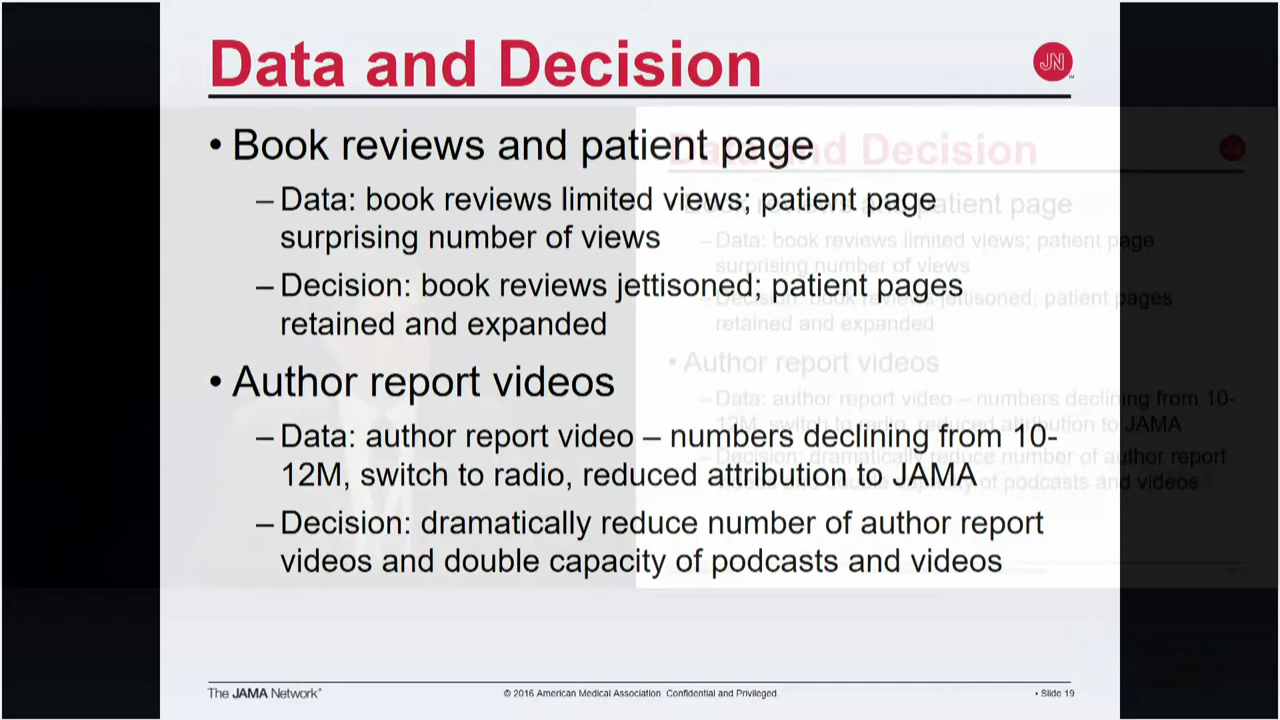 Data and Decision
JN
• Book reviews and patient page
– Data: book reviews limited views; patient page
surprising number of views
– Decision: book reviews jettisoned; patient pages
retained and expanded
• Author report videos
– Data: author report video – numbers declining from 10-
12M, switch to radio, reduced attribution to JAMA
– Decision: dramatically reduce number of author report
videos and double capacity of podcasts and videos
The JAMA Network
© 2016 American Medical Association Confidential and Privileged
• Slide 19